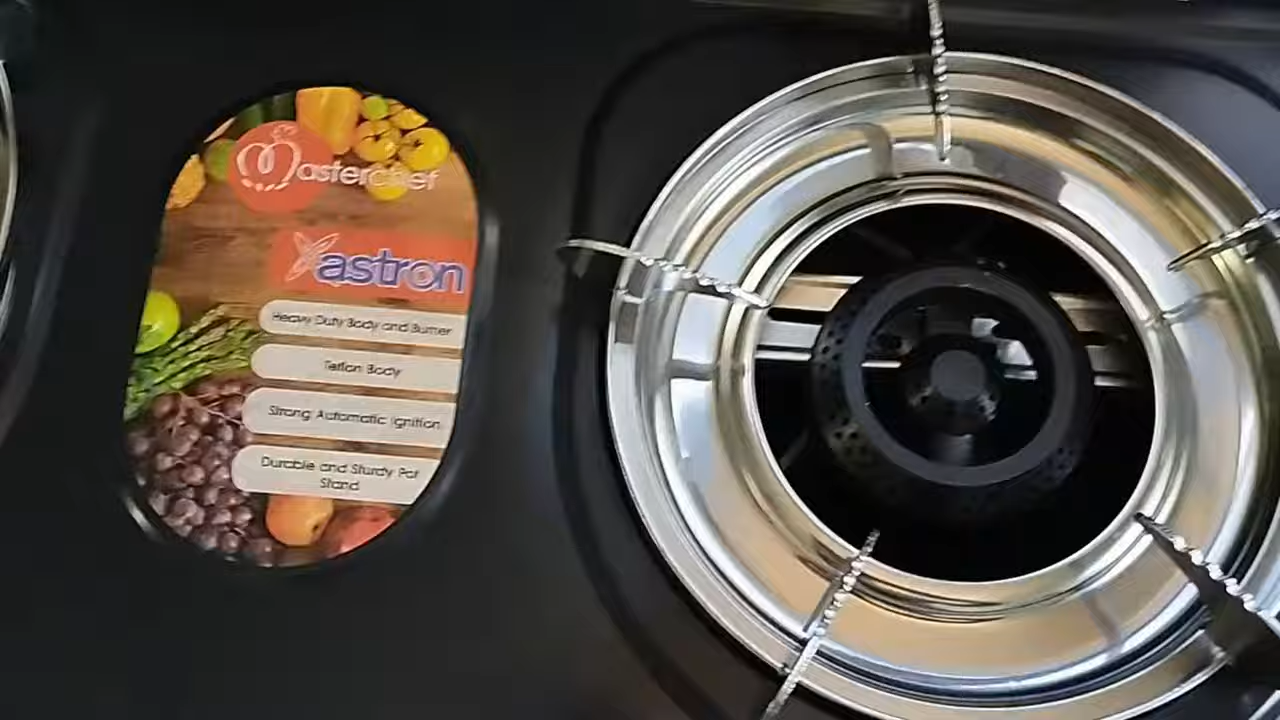 Masterchef
astron
Heavy Duty Body and Burner
Teflon Body
Strong Automatic Ignition
Durable and Sturdy Pot
Stand